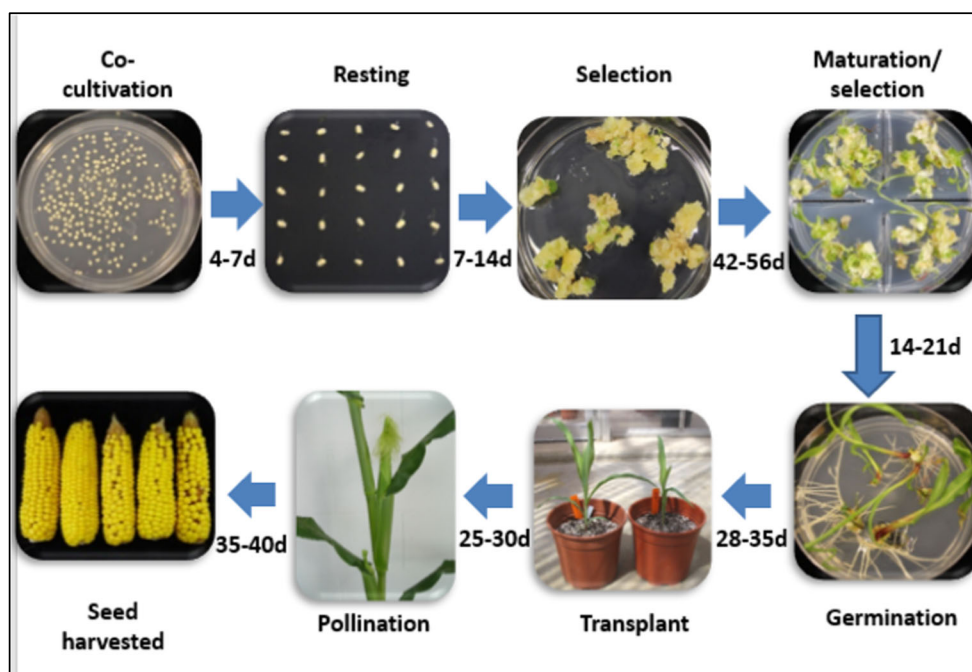 Co-
cultivation
Resting
Selection
Maturation/
selection
4-7d
7-14d
42-56d
14-21d
35-40d
25-30d
28-35d
Seed
harvested
Pollination
Transplant
Germination